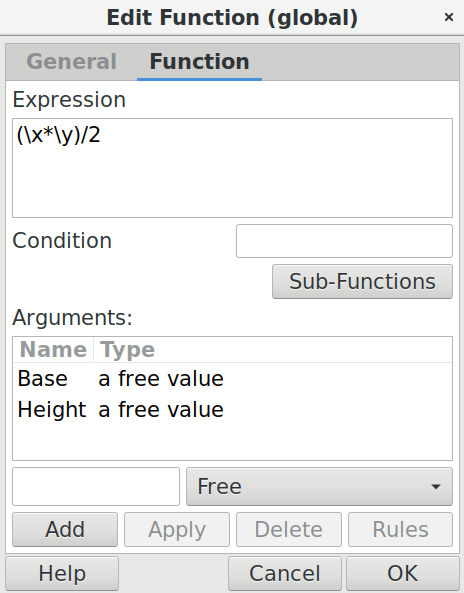 Edit Function (global) ×
General Function
Expression
(\x*\y)/2
Condition
Sub-Functions
Arguments:
Name Type
Base a free value
Height a free value
Free
Add Apply Delete Rules
Help Cancel OK